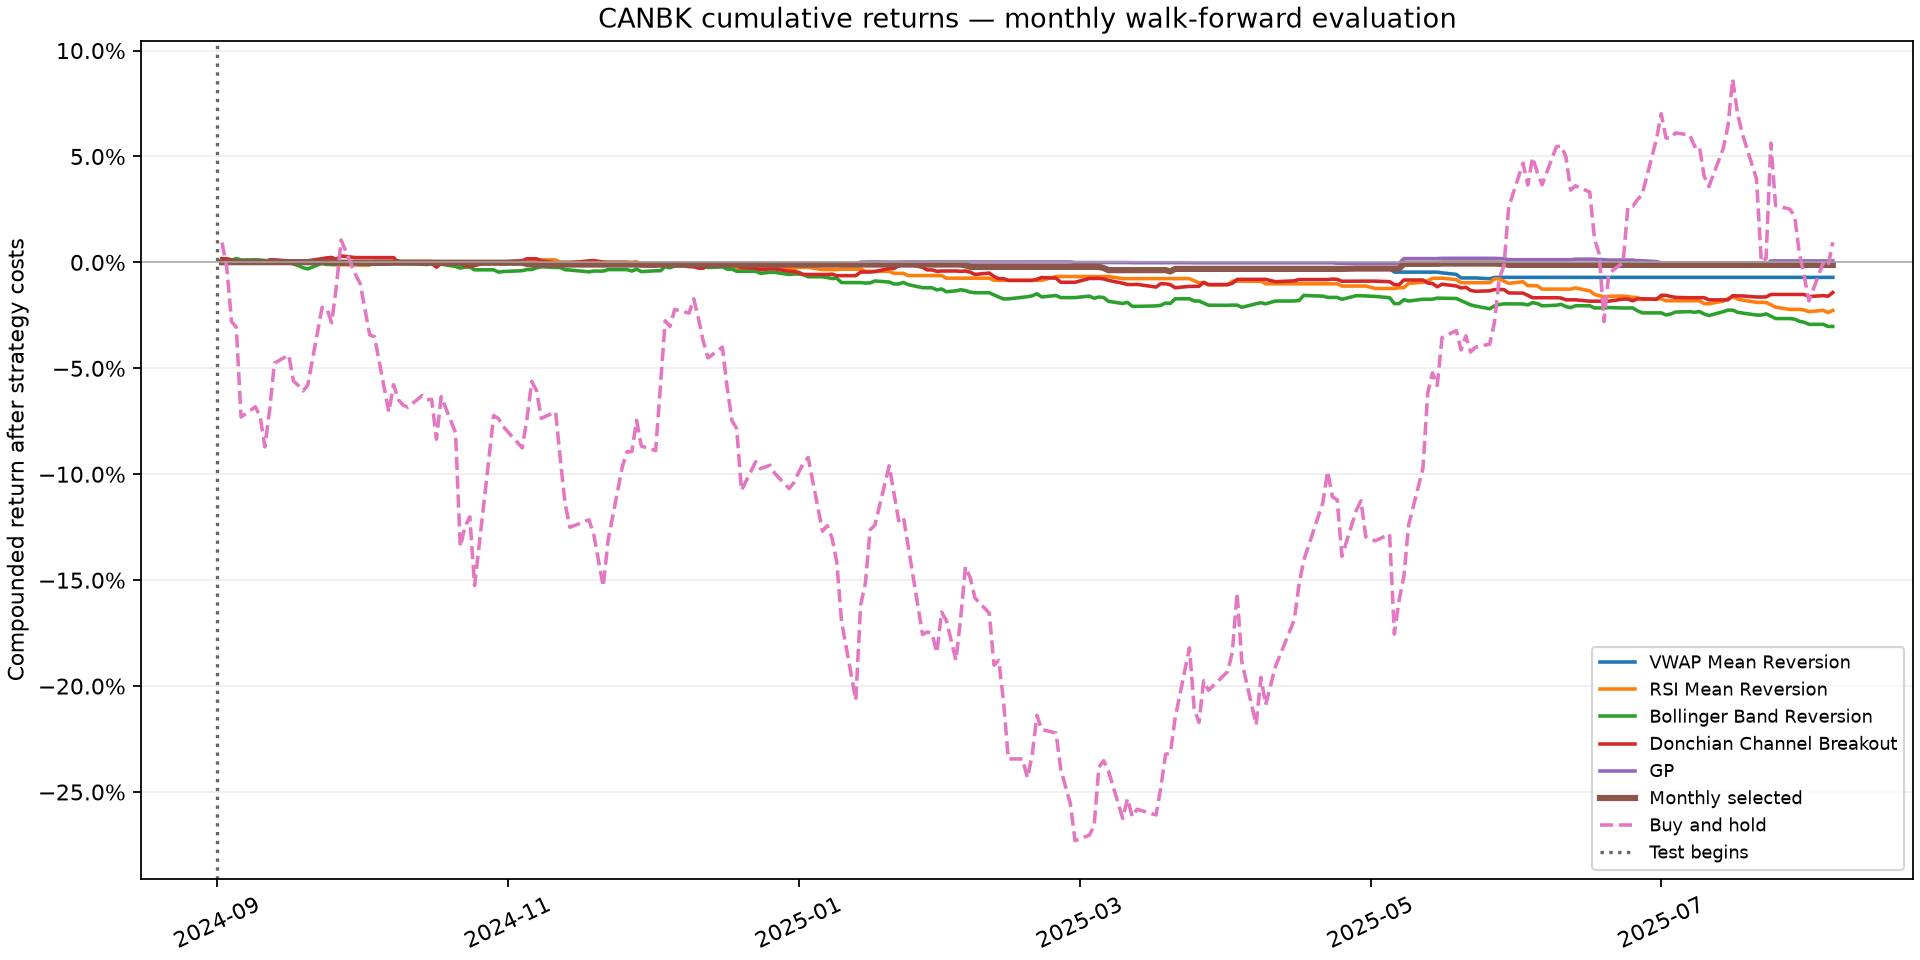 CANBK cumulative returns — monthly walk-forward evaluation
Compounded return after strategy costs
10.0%
5.0%
0.0%
−5.0%
−10.0%
−15.0%
−20.0%
−25.0%
2024-09
2024-11
2025-01
2025-03
2025-05
2025-07
VWAP Mean Reversion
RSI Mean Reversion
Bollinger Band Reversion
Donchian Channel Breakout
GP
Monthly selected
Buy and hold
Test begins